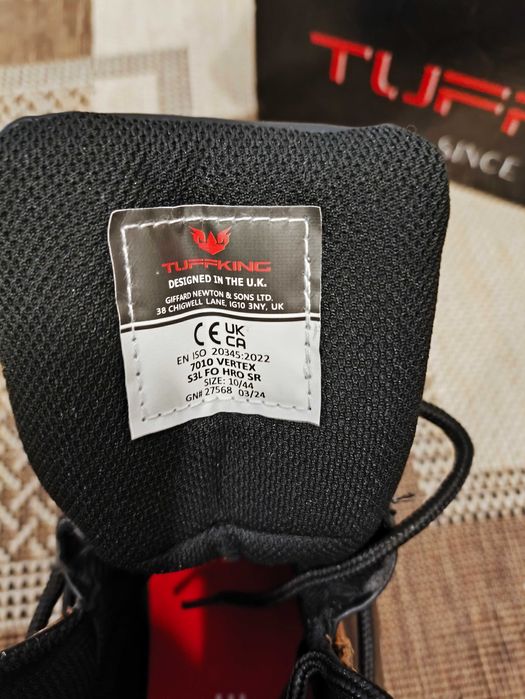 TUFF
SINCE
TUFFKING
DESIGNED IN THE U.K.
GIFFARD NEWTON & SONS LTD.
38 CHIGWELL LANE, IG10 3NY, UK
CE UK
CA
EN ISO 20345:2022
7010 VERTEX
S3L FO HRO SR
SIZE: 10/44
GN# 27568 03/24